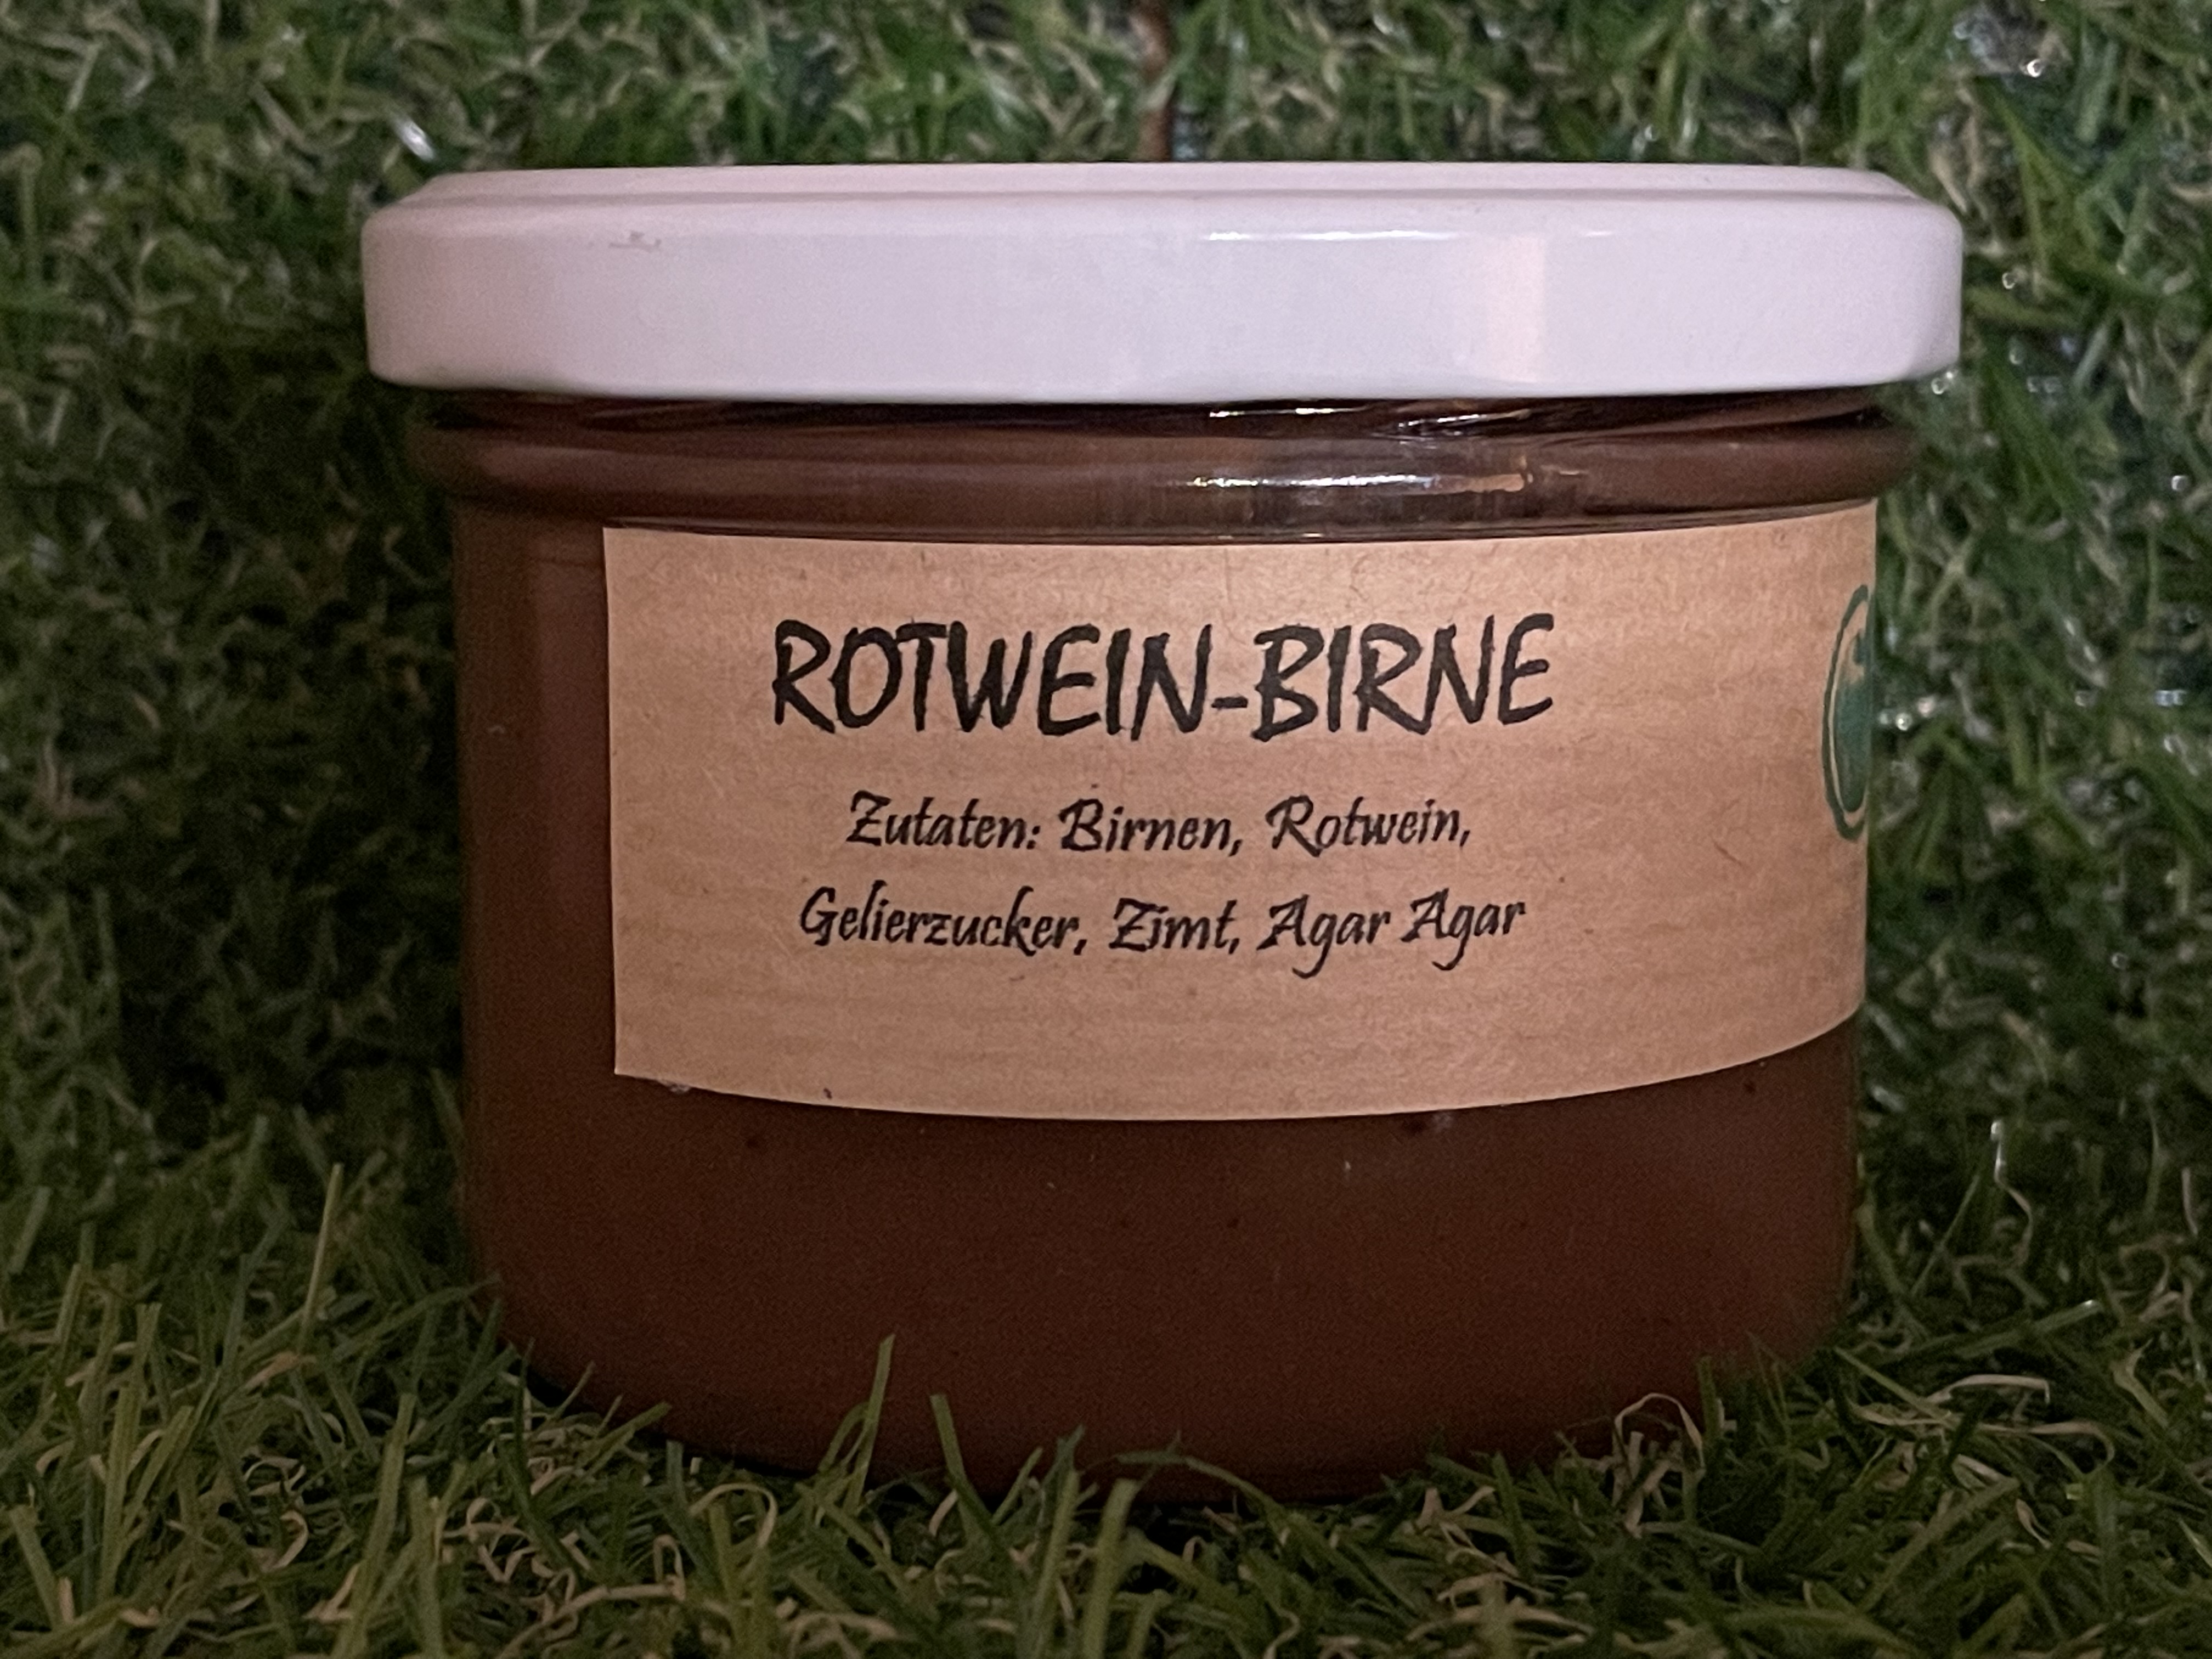 ROTWEIN-BIRNE
Zutaten: Birnen, Rotwein,
Gelierzucker, Zimt, Agar Agar